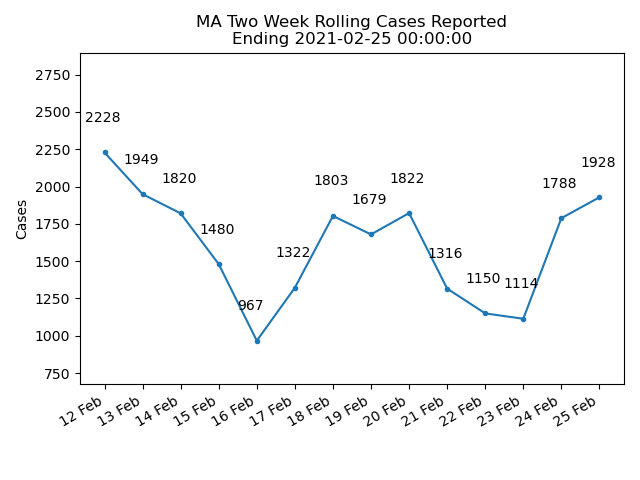 MA Two Week Rolling Cases Reported
Ending 2021-02-25 00:00:00
Cases
2750
2500
2250
2000
1750
1500
1250
1000
750
2228
1949
1820
1480
967
1322
1803
1679
1822
1316
1150
1114
1788
1928
12 Feb
13 Feb
14 Feb
15 Feb
16 Feb
17 Feb
18 Feb
19 Feb
20 Feb
21 Feb
22 Feb
23 Feb
24 Feb
25 Feb